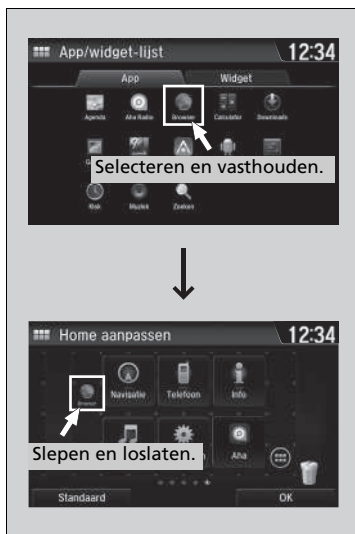 App/widget-lijst 12:34
App Widget
Agenda Aha Radio Browser Calculator Downloads
Selecteren en vasthouden.
Klok Muziek Zoeken
Home aanpassen 12:34
Browser Navigatie Telefoon Info
Slepen en loslaten.
Aha
Standaard OK